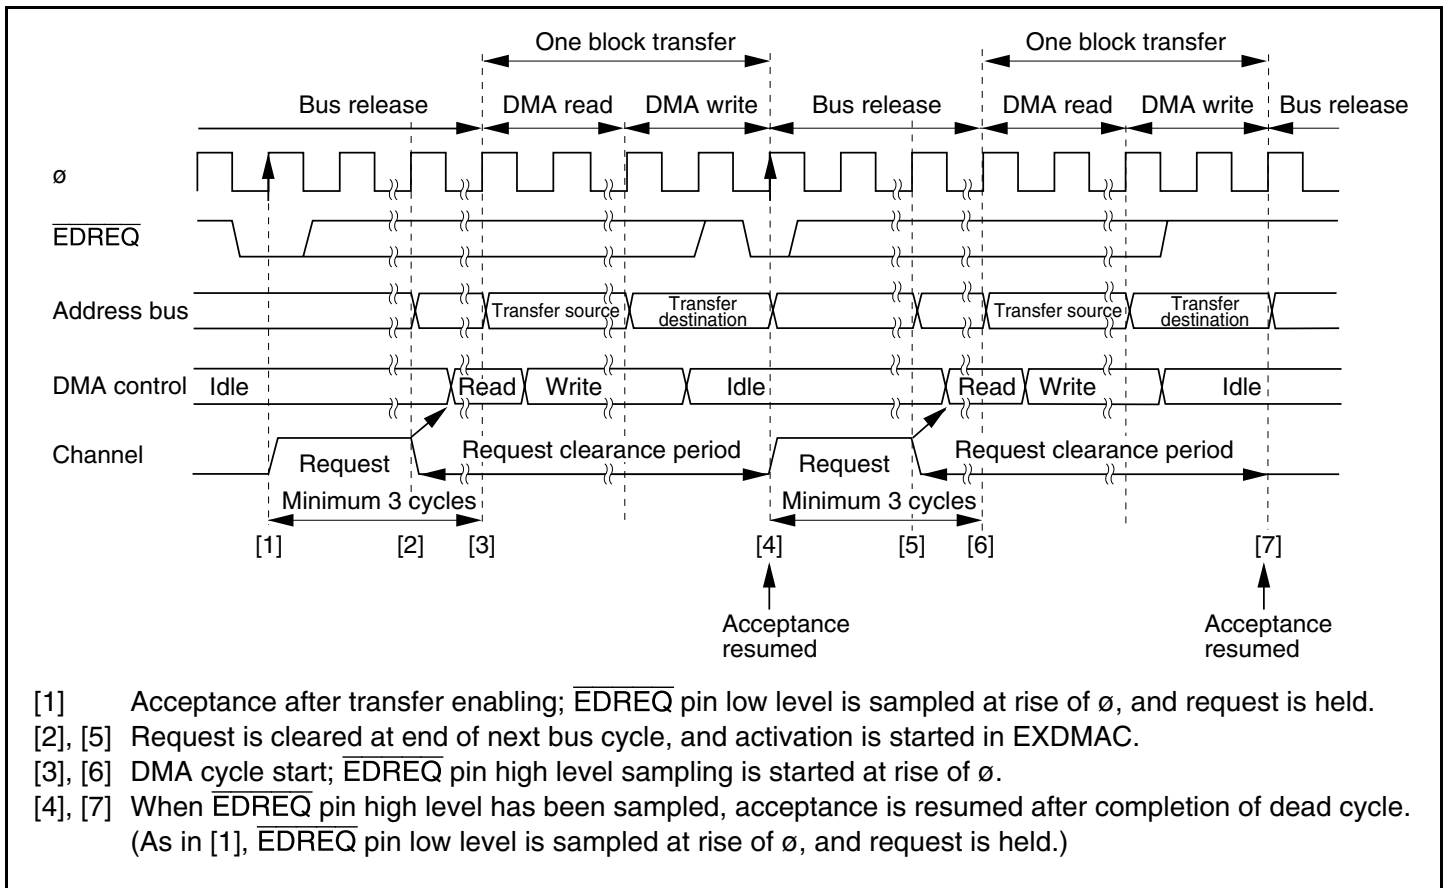 One block transfer One block transfer
Bus release DMA read DMA write Bus release DMA read DMA write Bus release
ø
EDREQ
Address bus Transfer source Transfer destination Transfer source Transfer destination
DMA control Idle Read Write Idle Read Write Idle
Channel Request Request clearance period Request Request clearance period
Minimum 3 cycles Minimum 3 cycles
[1] [2] [3] [4] [5] [6] [7]
Acceptance resumed Acceptance resumed
[1] Acceptance after transfer enabling; EDREQ pin low level is sampled at rise of ø, and request is held.
[2], [5] Request is cleared at end of next bus cycle, and activation is started in EXDMAC.
[3], [6] DMA cycle start; EDREQ pin high level sampling is started at rise of ø.
[4], [7] When EDREQ pin high level has been sampled, acceptance is resumed after completion of dead cycle.
(As in [1], EDREQ pin low level is sampled at rise of ø, and request is held.)